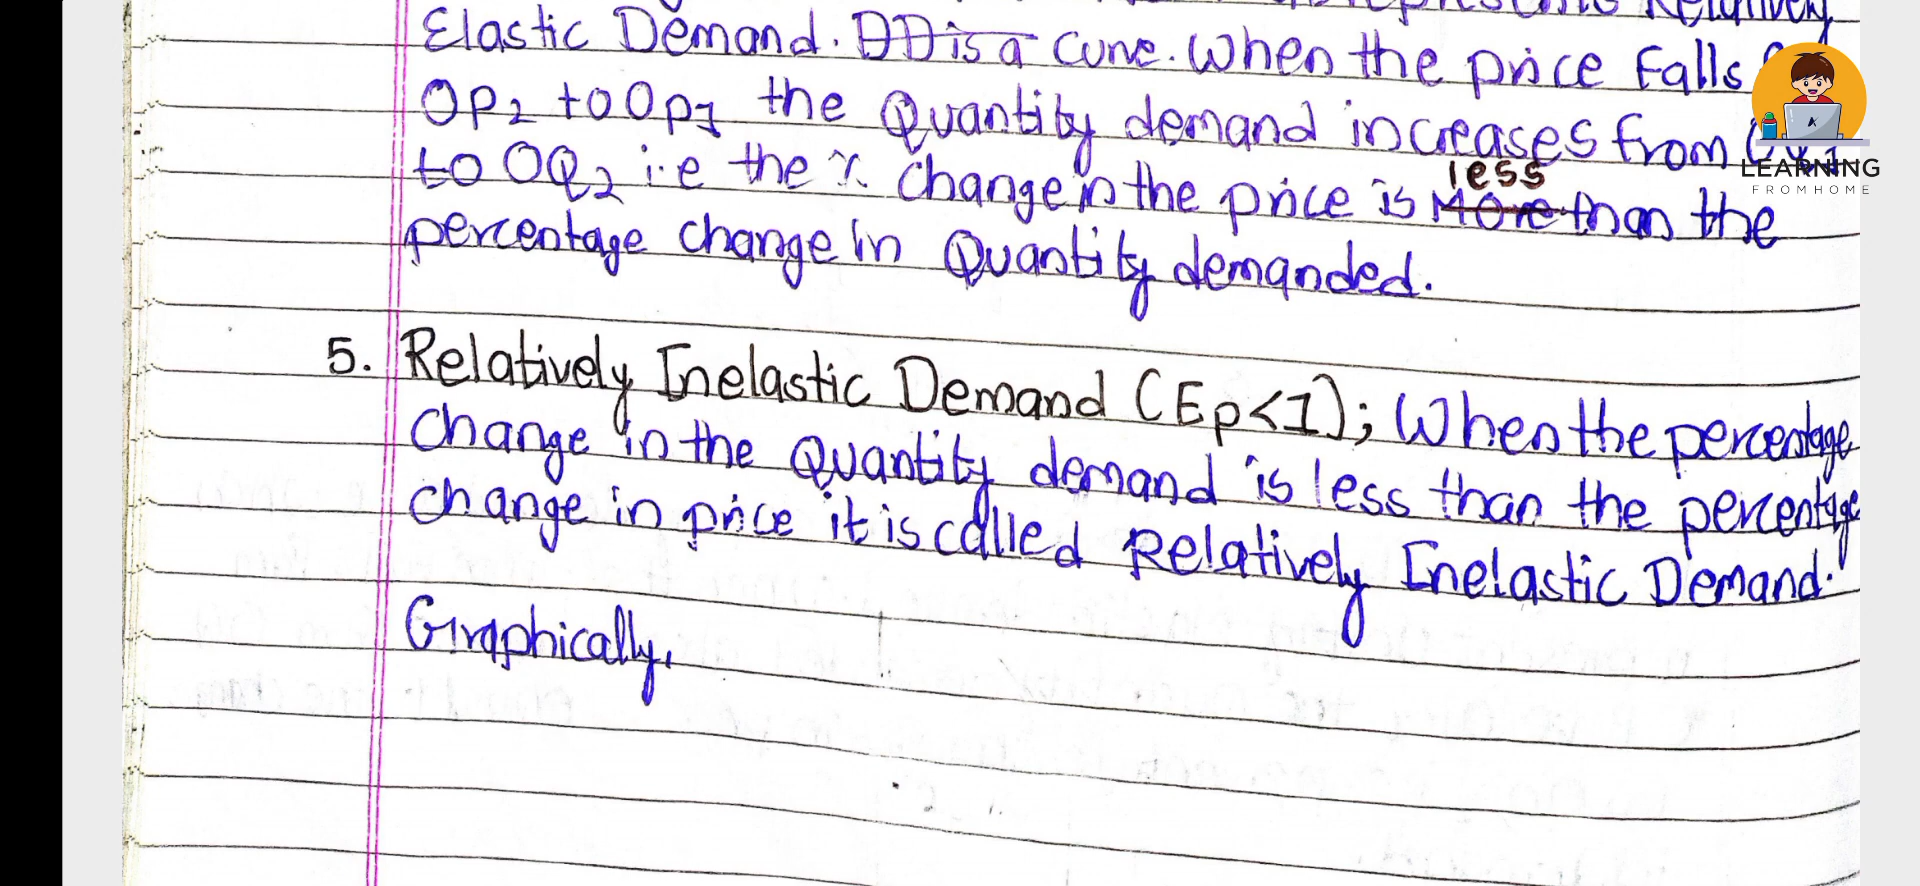 Relatively
Elastic Demand. DD is a curve. When the price falls
OP2 to OP1 the Quantity demand increases from
to OQ2 i.e the % change in the price is less More than the
percentage change in Quantity demanded.
5. Relatively Inelastic Demand (Ep<1); When the percentage
change in the Quantity demand is less than the percentage
change in price it is called Relatively Inelastic Demand.
Graphically,
LEARNING
FROMHOME